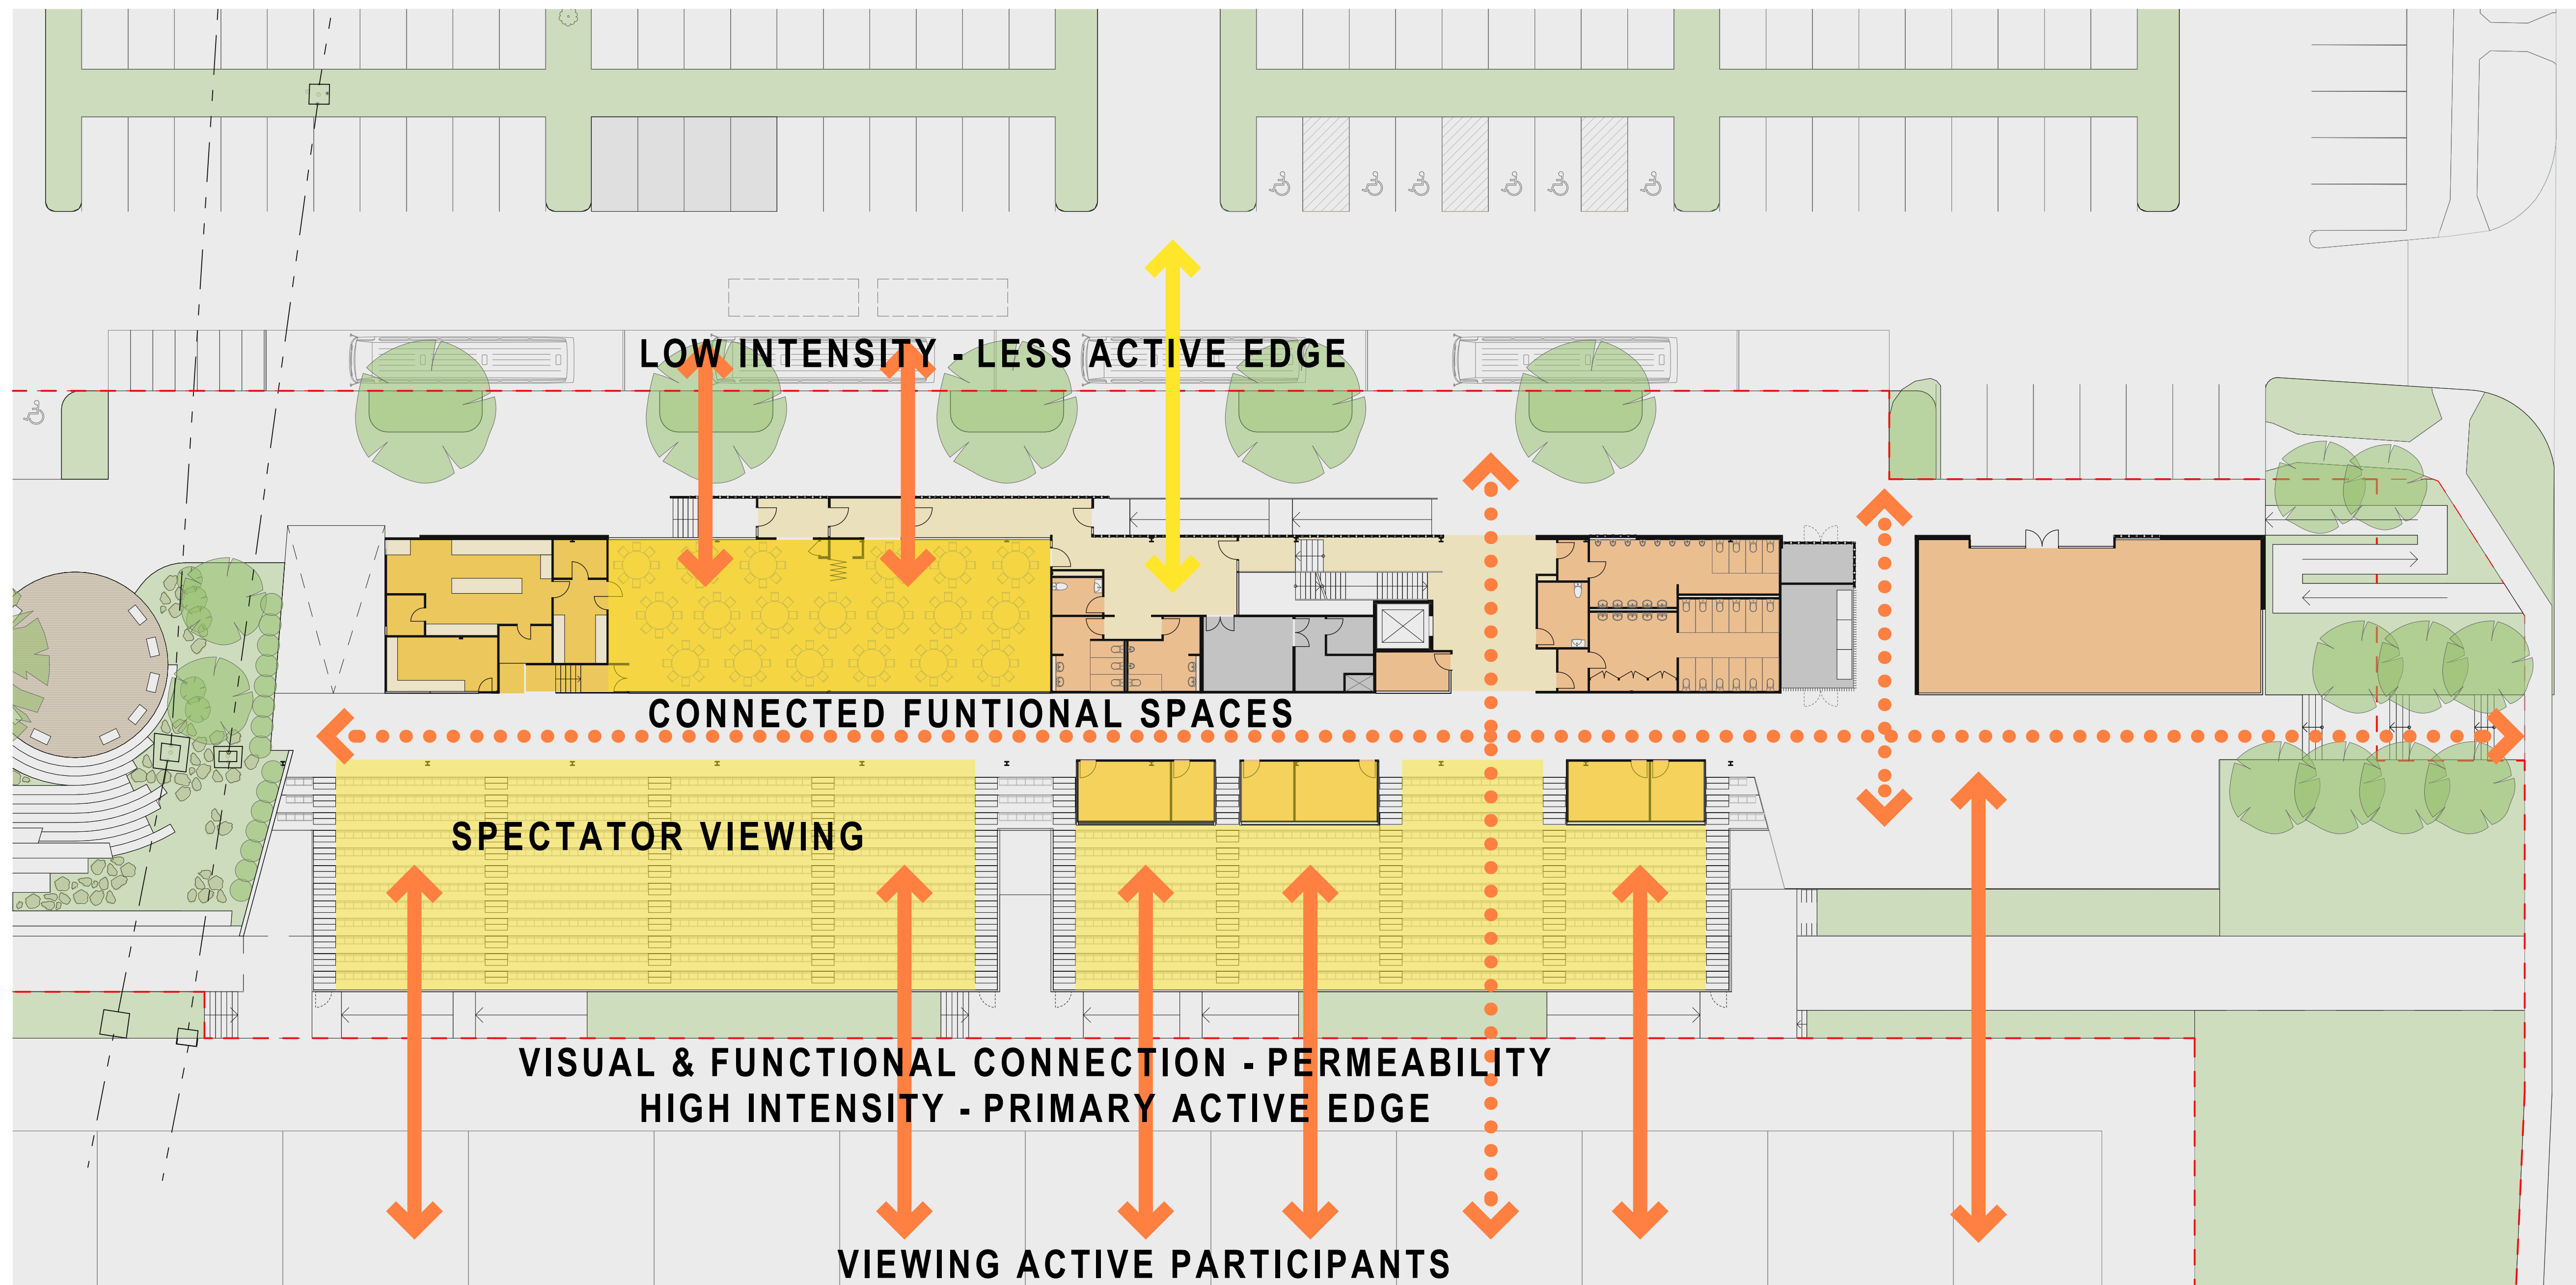 LOW INTENSITY - LESS ACTIVE EDGE
CONNECTED FUNTIONAL SPACES
SPECTATOR VIEWING
VISUAL & FUNCTIONAL CONNECTION - PERMEABILITY
HIGH INTENSITY - PRIMARY ACTIVE EDGE
VIEWING ACTIVE PARTICIPANTS